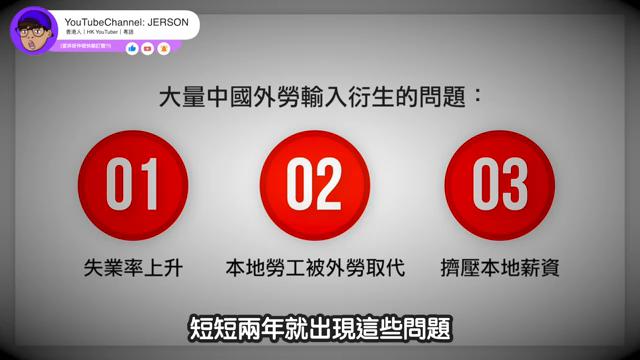 YouTubeChannel: JERSON
香港人 | HK YouTuber | 粵語
大量中國外勞輸入衍生的問題：
01
02
03
失業率上升
本地勞工被外勞取代
擠壓本地薪資
短短兩年就出現這些問題